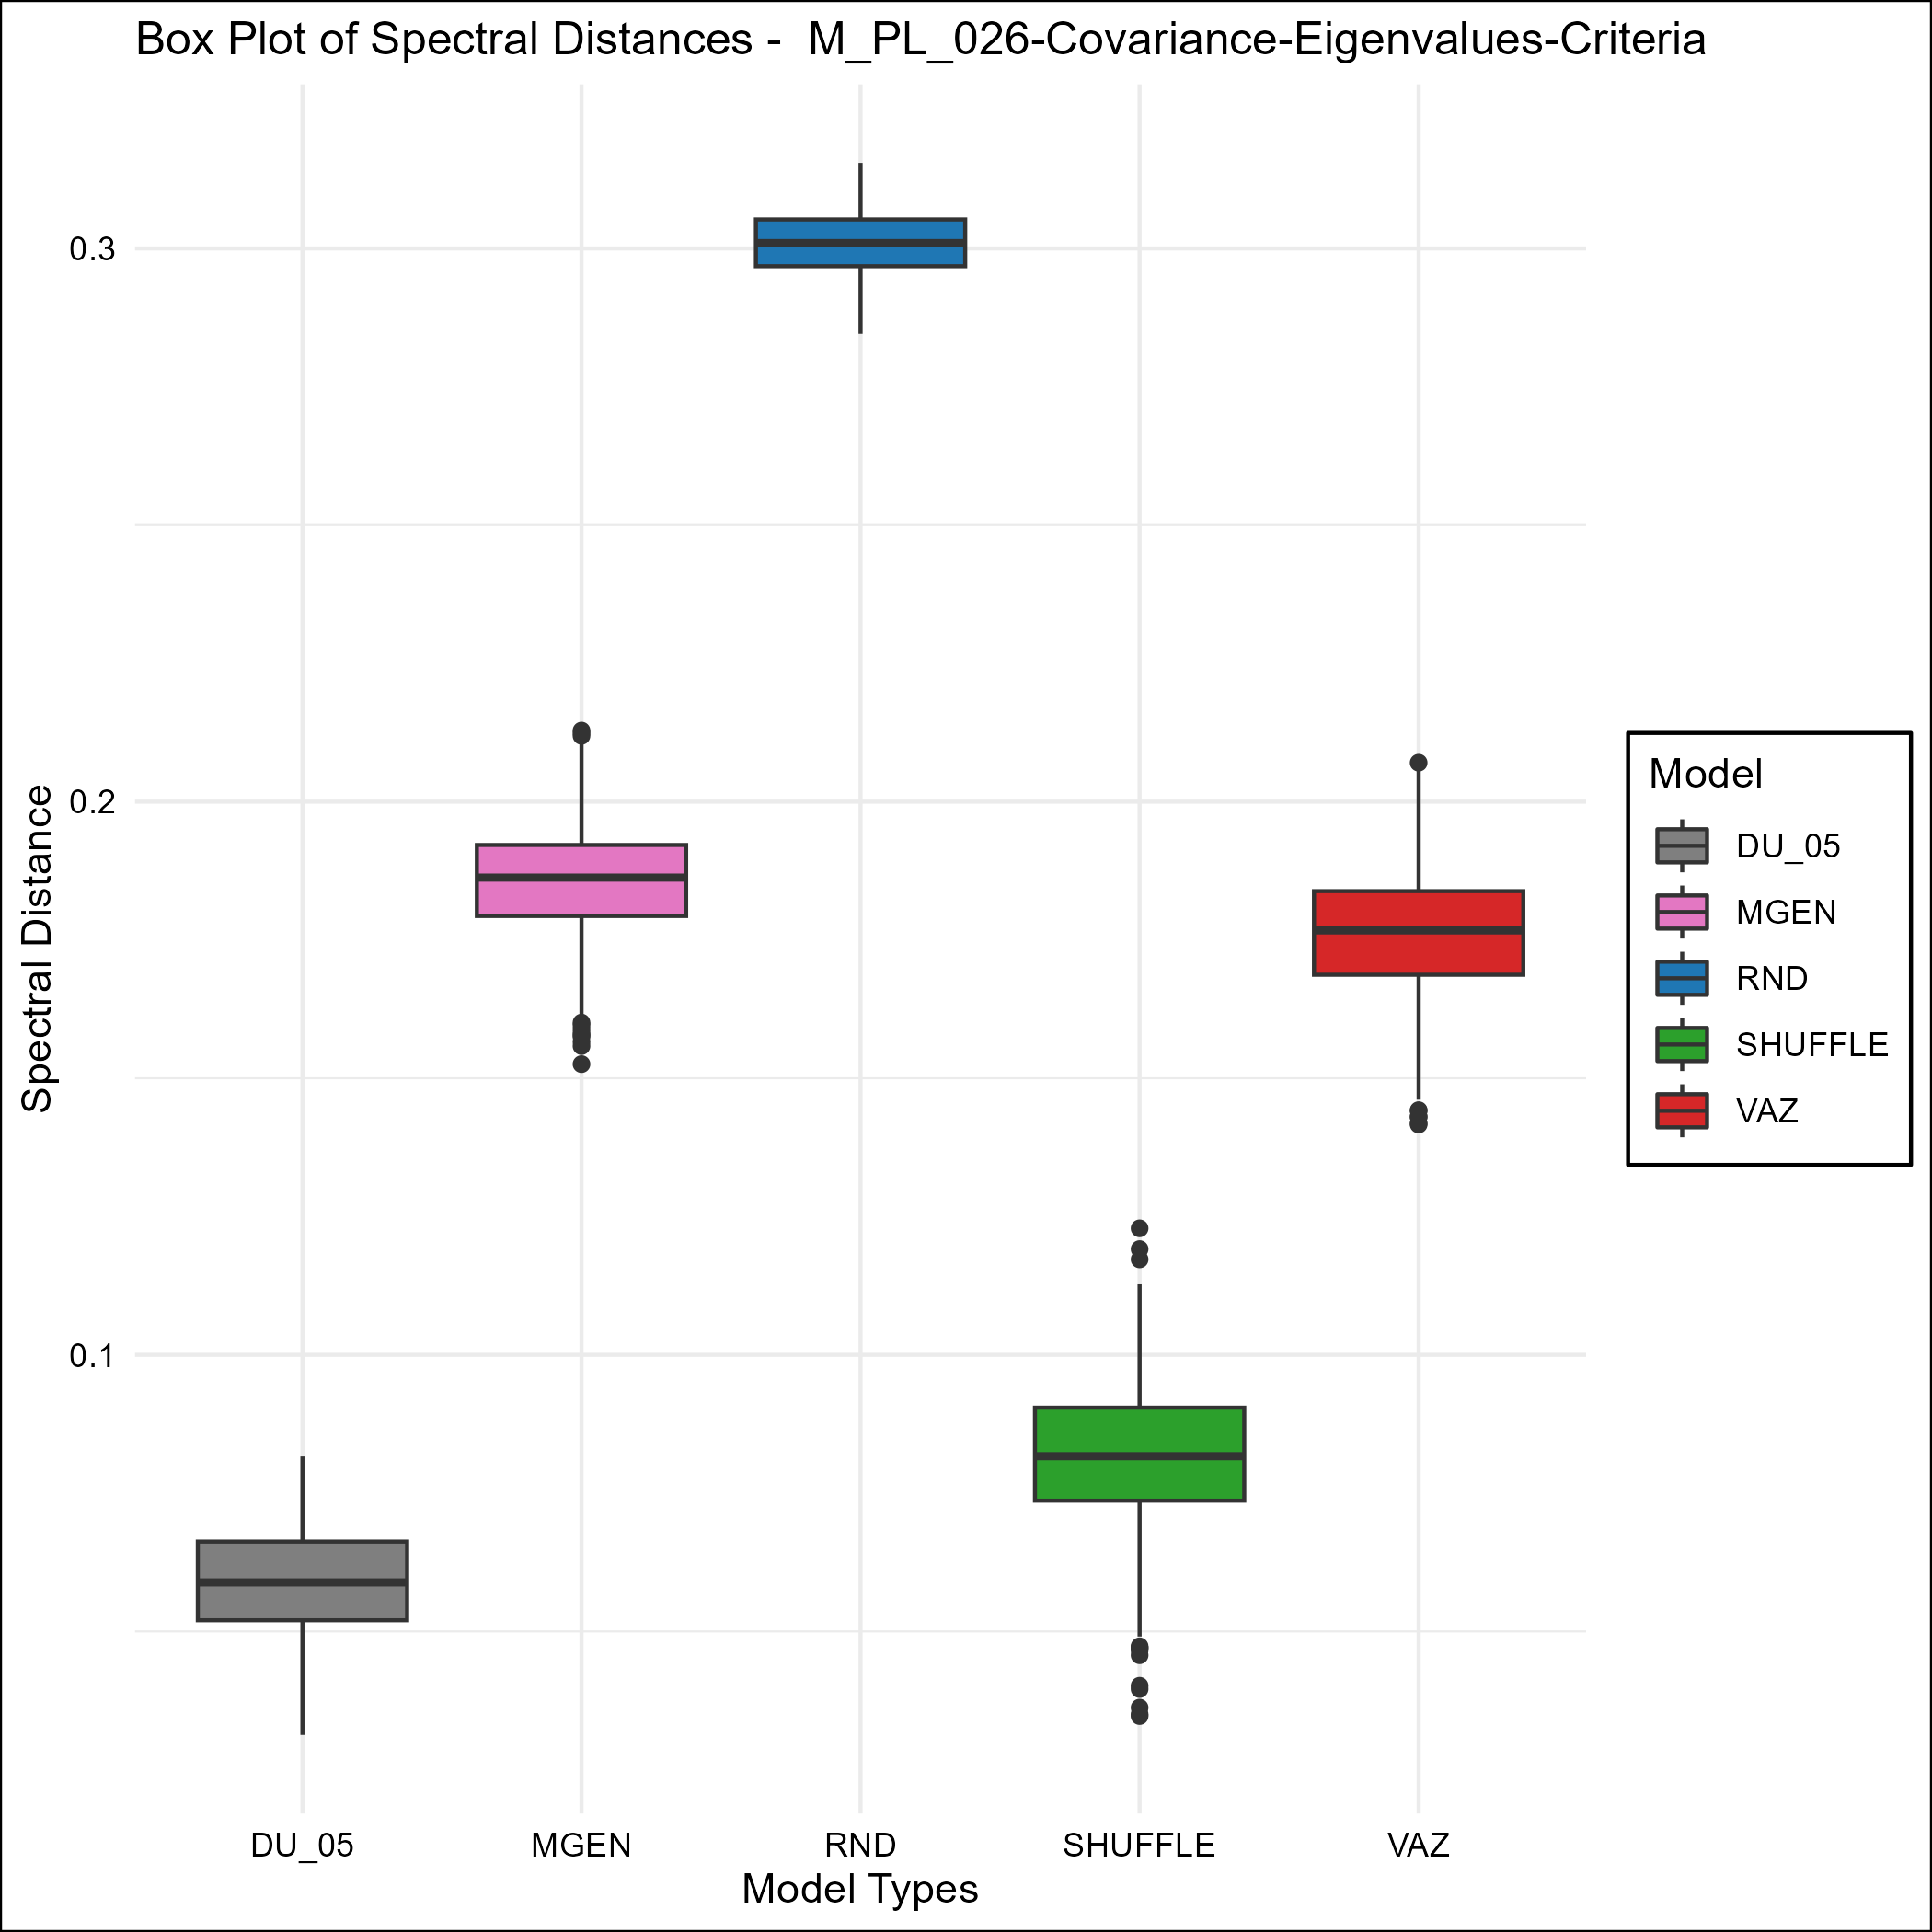 Box Plot of Spectral Distances -  M_PL_026-Covariance-Eigenvalues-Criteria
Spectral Distance
0.3
0.2
0.1
DU_05
MGEN
RND
SHUFFLE
VAZ
Model Types
Model
DU_05
MGEN
RND
SHUFFLE
VAZ